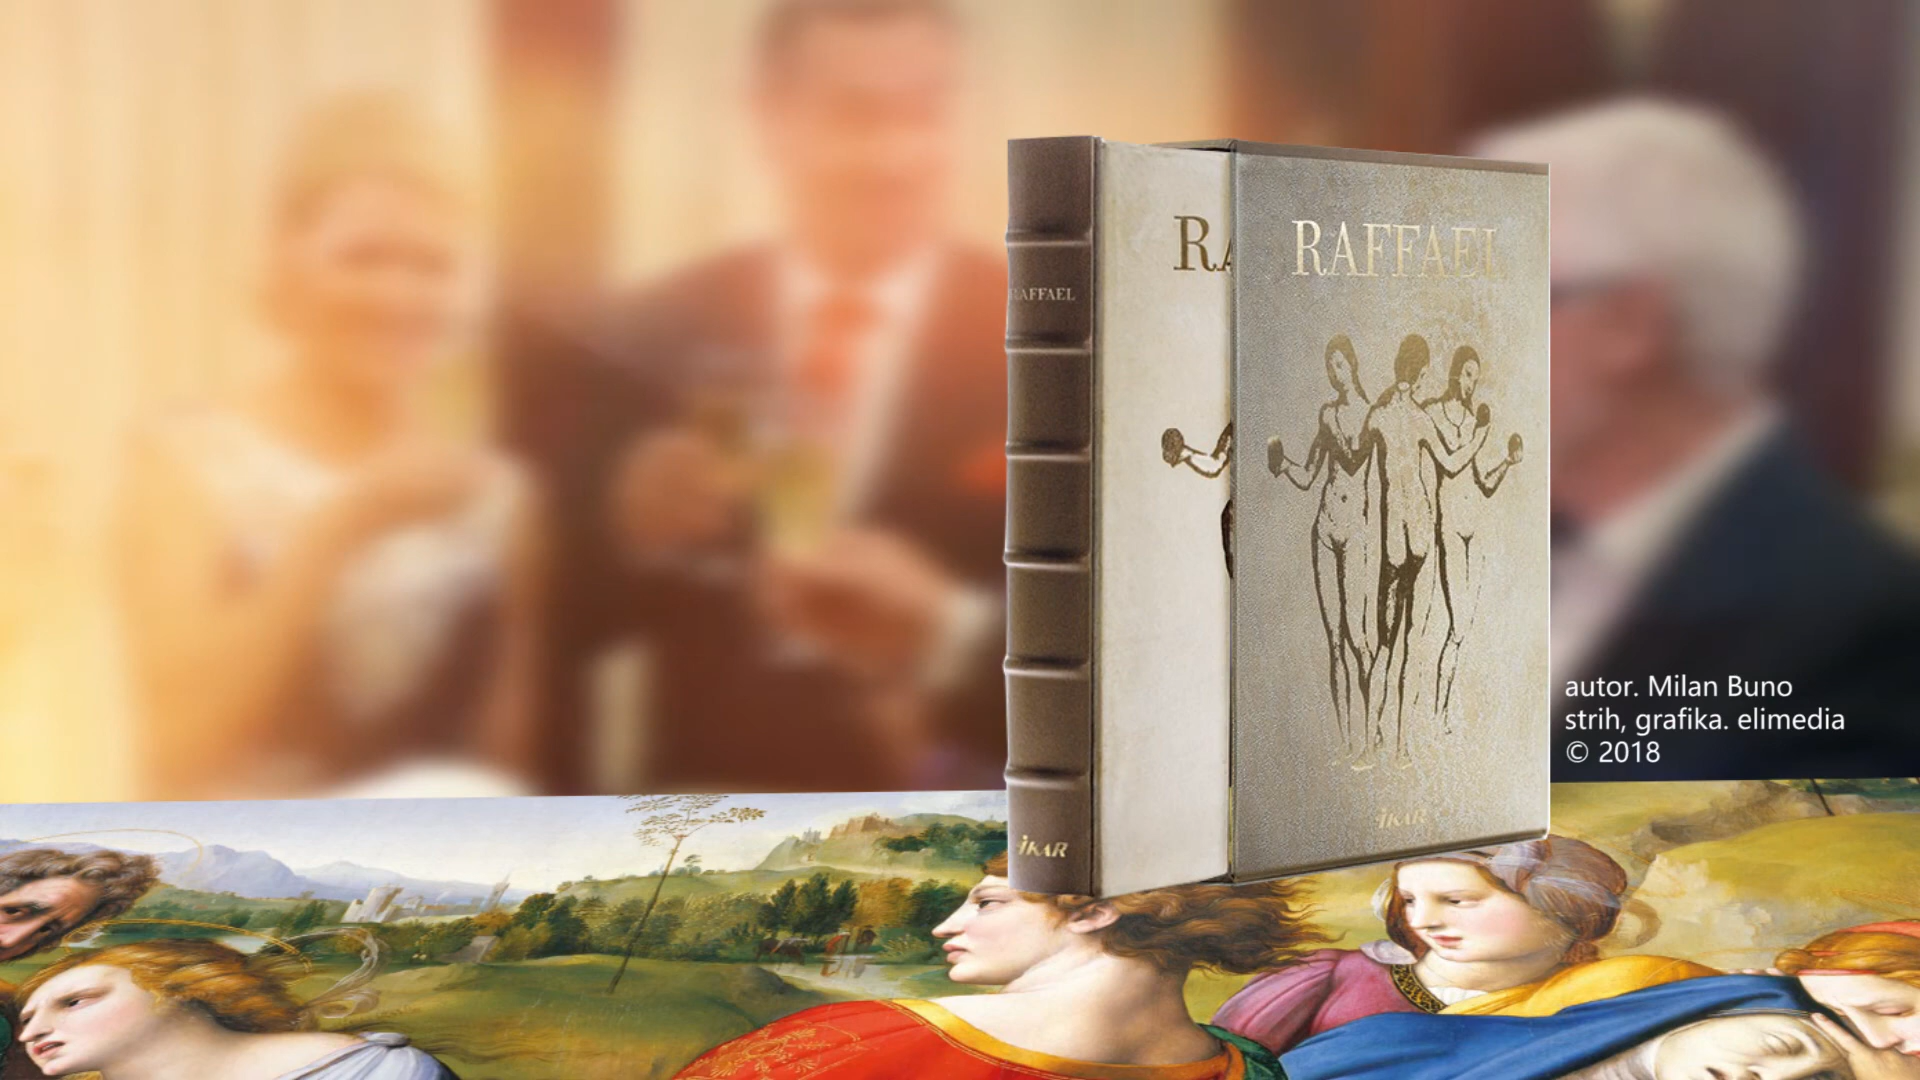 RAFFAEL
RA
RAFFAEL
IKAR
IKAR
autor. Milan Buno
strih, grafika. elimedia
© 2018